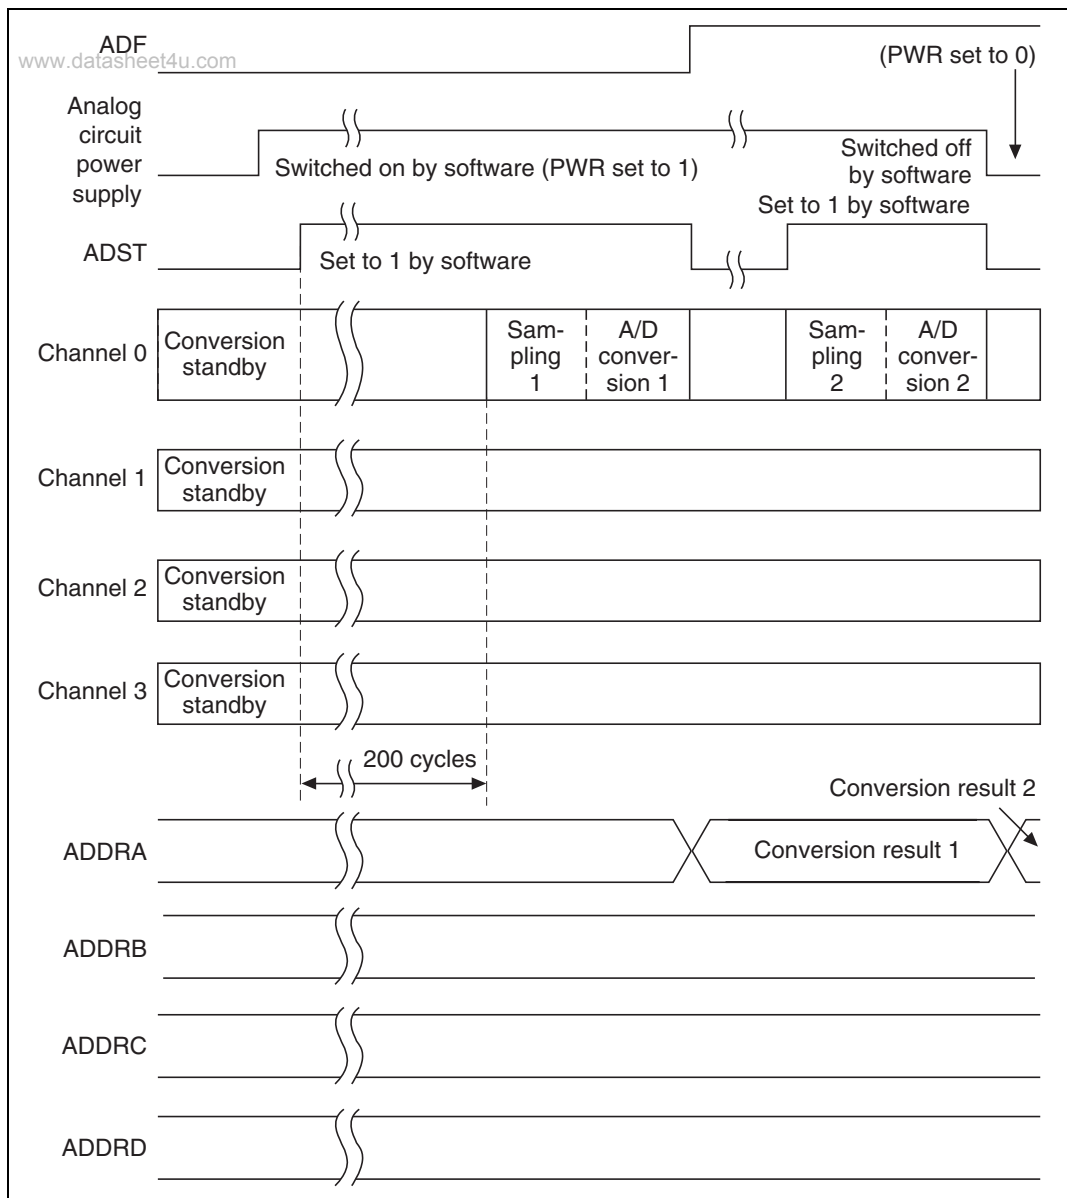 ADF
www.datasheet4u.com
(PWR set to 0)
Analog
circuit
power
supply
Switched on by software (PWR set to 1)
Switched off
by software
Set to 1 by software
ADST
Set to 1 by software
Channel 0
Conversion
standby
Sam-
pling
1
A/D
conver-
sion 1
Sam-
pling
2
A/D
conver-
sion 2
Channel 1
Conversion
standby
Channel 2
Conversion
standby
Channel 3
Conversion
standby
200 cycles
Conversion result 2
ADDRA
Conversion result 1
ADDRB
ADDRC
ADDRD